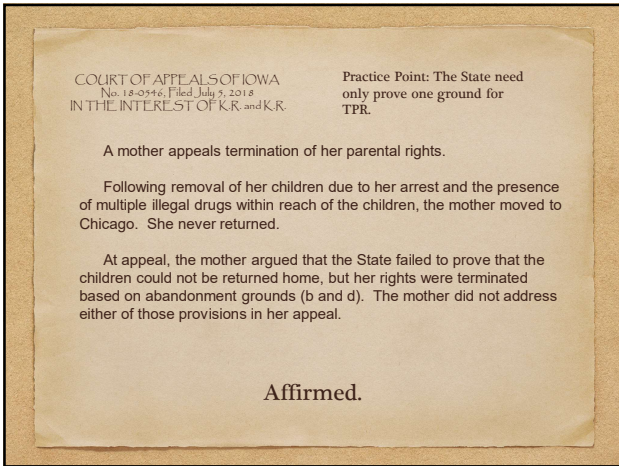 COURT OF APPEALS OF IOWA
No. 18-0546, Filed July 5, 2018
IN THE INTEREST OF K.R. and K.R.
Practice Point: The State need
only prove one ground for
TPR.
A mother appeals termination of her parental rights.
Following removal of her children due to her arrest and the presence
of multiple illegal drugs within reach of the children, the mother moved to
Chicago. She never returned.
At appeal, the mother argued that the State failed to prove that the
children could not be returned home, but her rights were terminated
based on abandonment grounds (b and d). The mother did not address
either of those provisions in her appeal.
Affirmed.